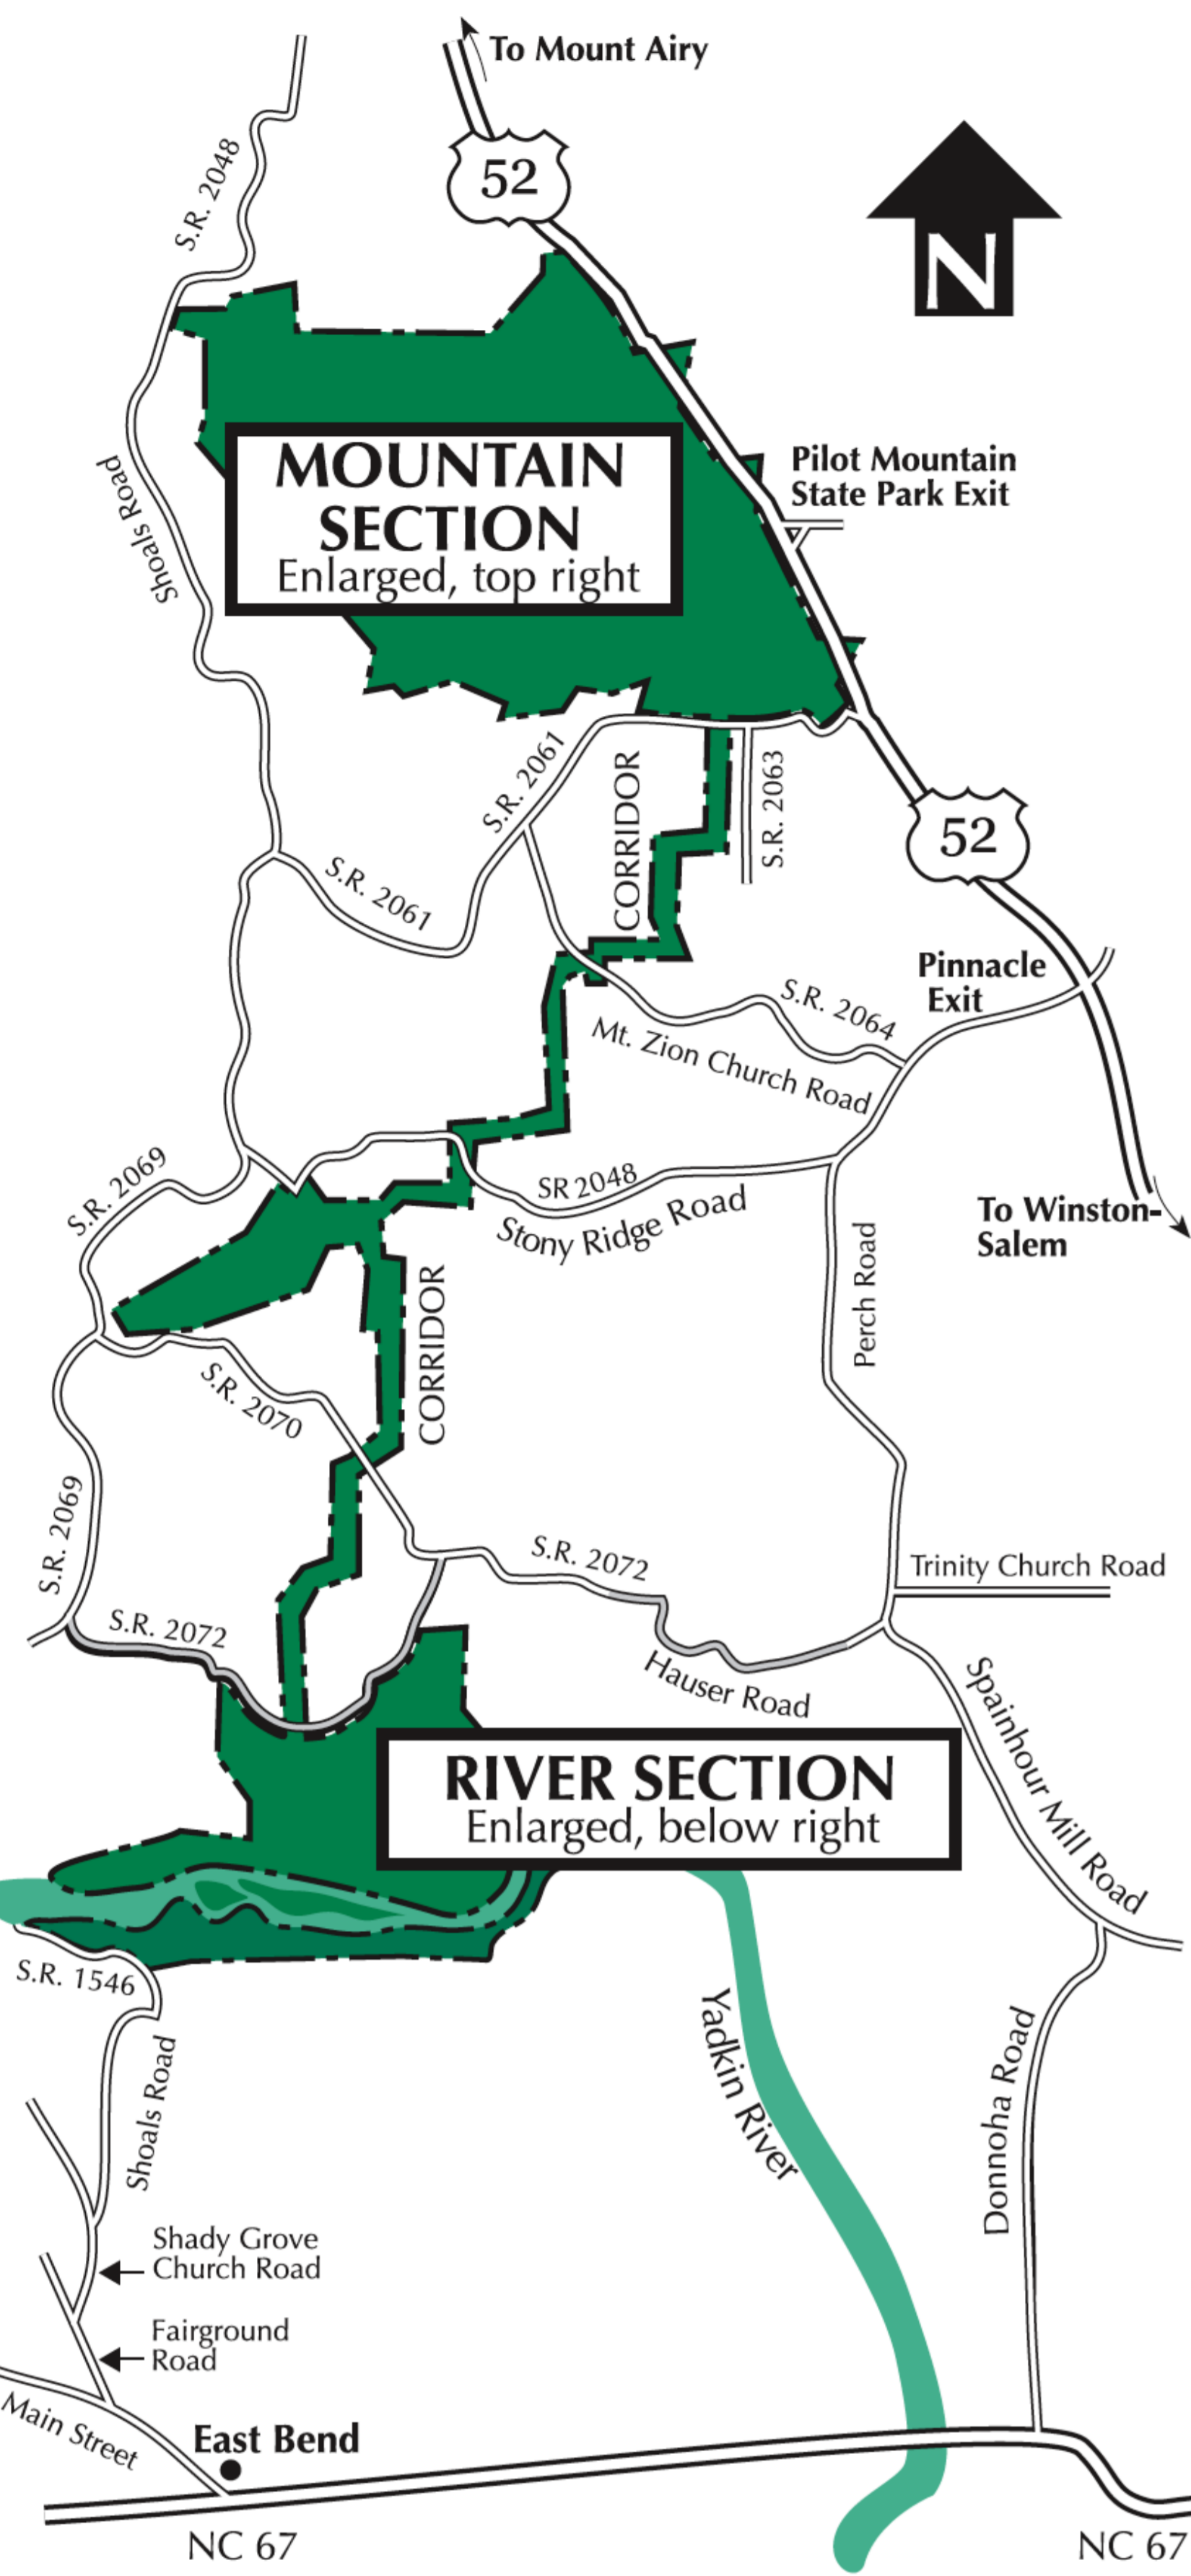 To Mount Airy
52
S.R. 2048
N
MOUNTAIN
SECTION
Enlarged, top right
Pilot Mountain
State Park Exit
Shoals Road
S.R. 2061
CORRIDOR
S.R. 2063
52
S.R. 2061
Pinnacle
Exit
S.R. 2064
Mt. Zion Church Road
S.R. 2069
SR 2048
Stony Ridge Road
To Winston-
Salem
Perch Road
CORRIDOR
S.R. 2070
S.R. 2069
S.R. 2072
Trinity Church Road
S.R. 2072
Hauser Road
Spainhour Mill Road
RIVER SECTION
Enlarged, below right
S.R. 1546
Yadkin River
Shoals Road
Donnoha Road
Shady Grove
Church Road
Fairground
Road
Main Street
East Bend
NC 67
NC 67